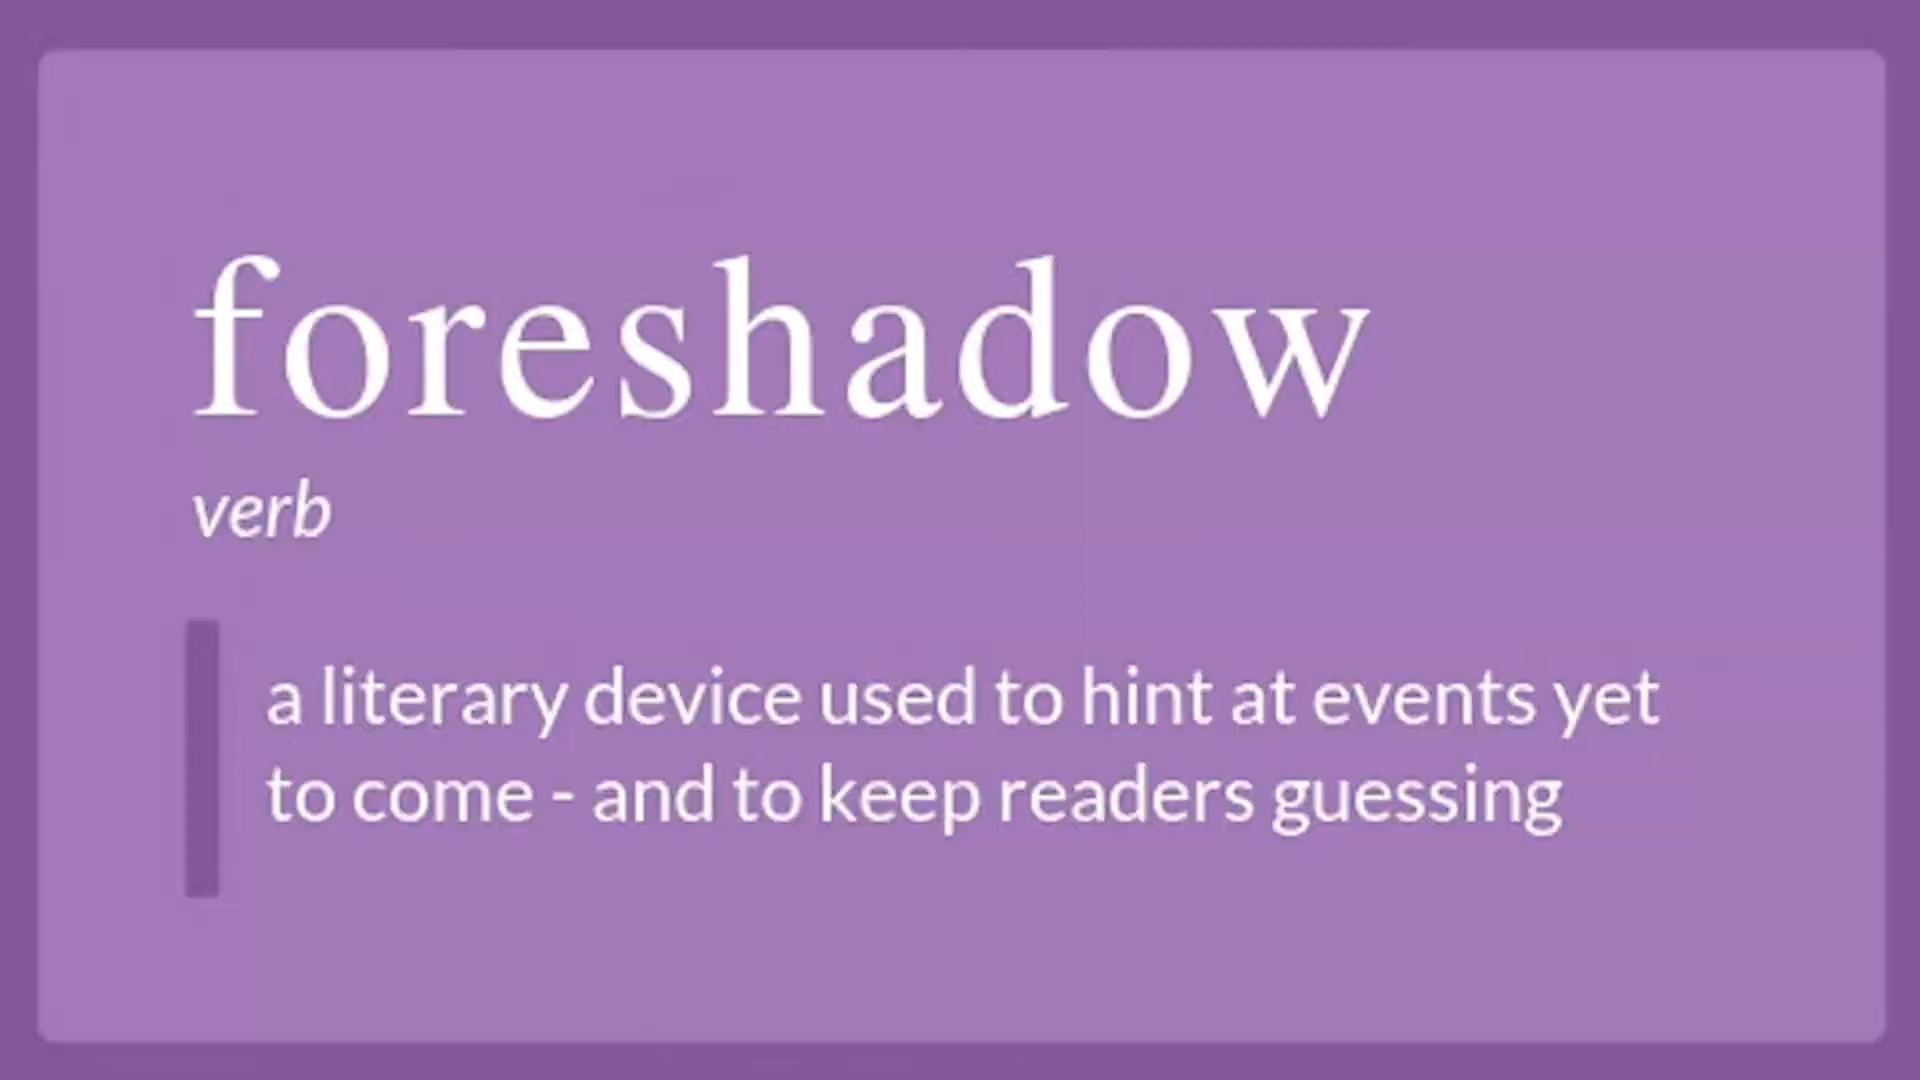 foreshadow
verb
a literary device used to hint at events yet
to come - and to keep readers guessing